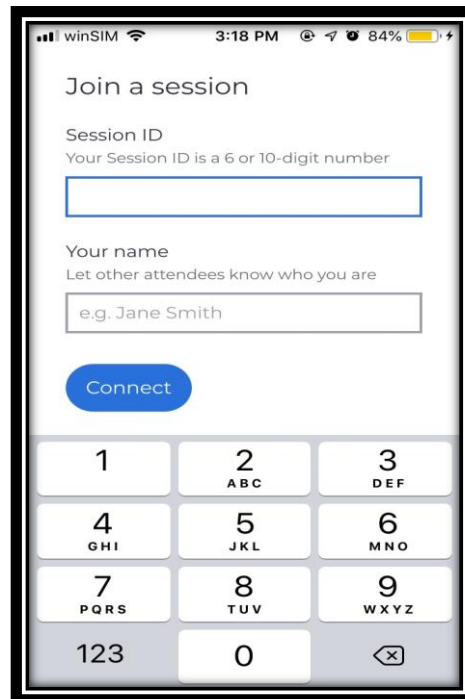 winSIM 3:18 PM 84%
Join a session
Session ID
Your Session ID is a 6 or 10-digit number
Your name
Let other attendees know who you are
e.g. Jane Smith
Connect
1 2 3
ABC DEF
4 5 6
GHI JKL MNO
7 8 9
PQRS TUV WXYZ
123 0